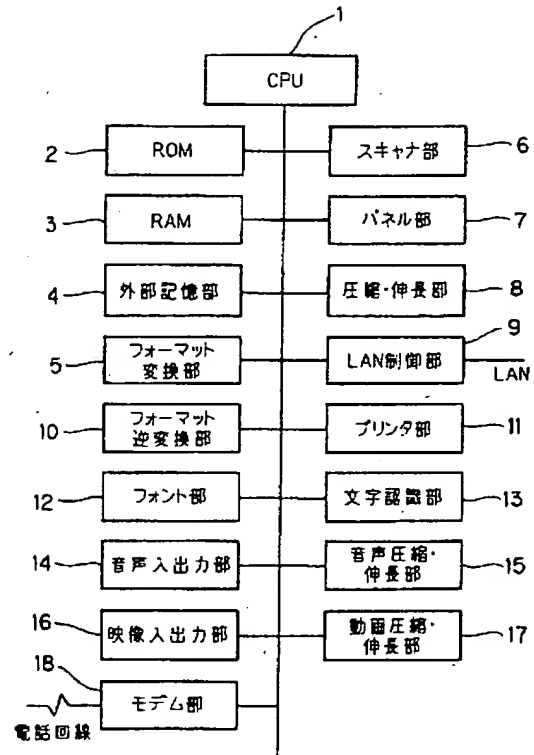 1
CPU
2
ROM
スキャナ部
6
3
RAM
パネル部
7
4
外部記憶部
圧縮・伸長部
8
5
フォーマット
変換部
LAN制御部
9
LAN
10
フォーマット
逆変換部
プリンタ部
11
12
フォント部
文字認識部
13
14
音声入出力部
音声圧縮・
伸長部
15
16
映像入出力部
動画圧縮・
伸長部
17
18
モデム部
電話回線